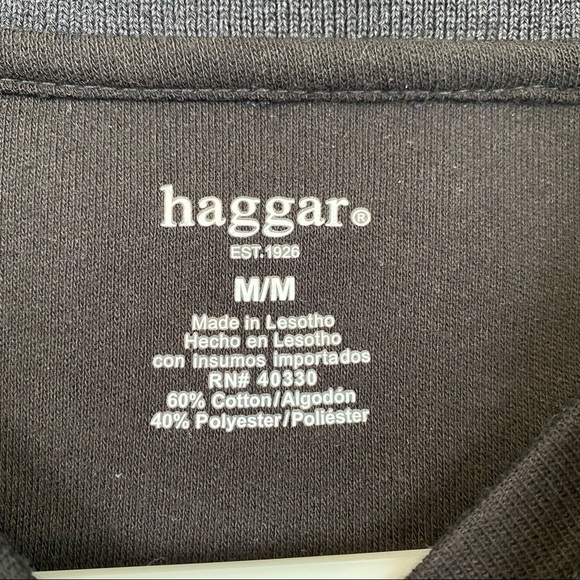 haggar®
EST.1926
M/M
Made in Lesotho
Hecho en Lesotho
con Insumos importados
RN# 40330
60% Cotton/Algodón
40% Polyester/Poliéster